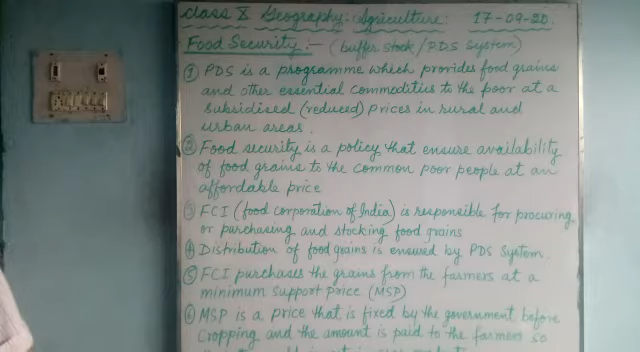 Class X Geography: Agriculture: 17-09-20.
Food Security:- (buffer stock/PDS System)
① PDS is a programme which provides food grains
and other essential commodities to the poor at a
subsidised (reduced) prices in rural and
urban areas.
② Food security is a policy that ensure availability
of food grains to the common poor people at an
affordable price
③ FCI (food corporation of India) is responsible for procuring
or purchasing and stocking food grains
④ Distribution of food grains is ensured by PDS System.
⑤ FCI purchases the grains from the farmers at a
minimum support price (MSP)
⑥ MSP is a price that is fixed by the government before
cropping and the amount is paid to the farmers so